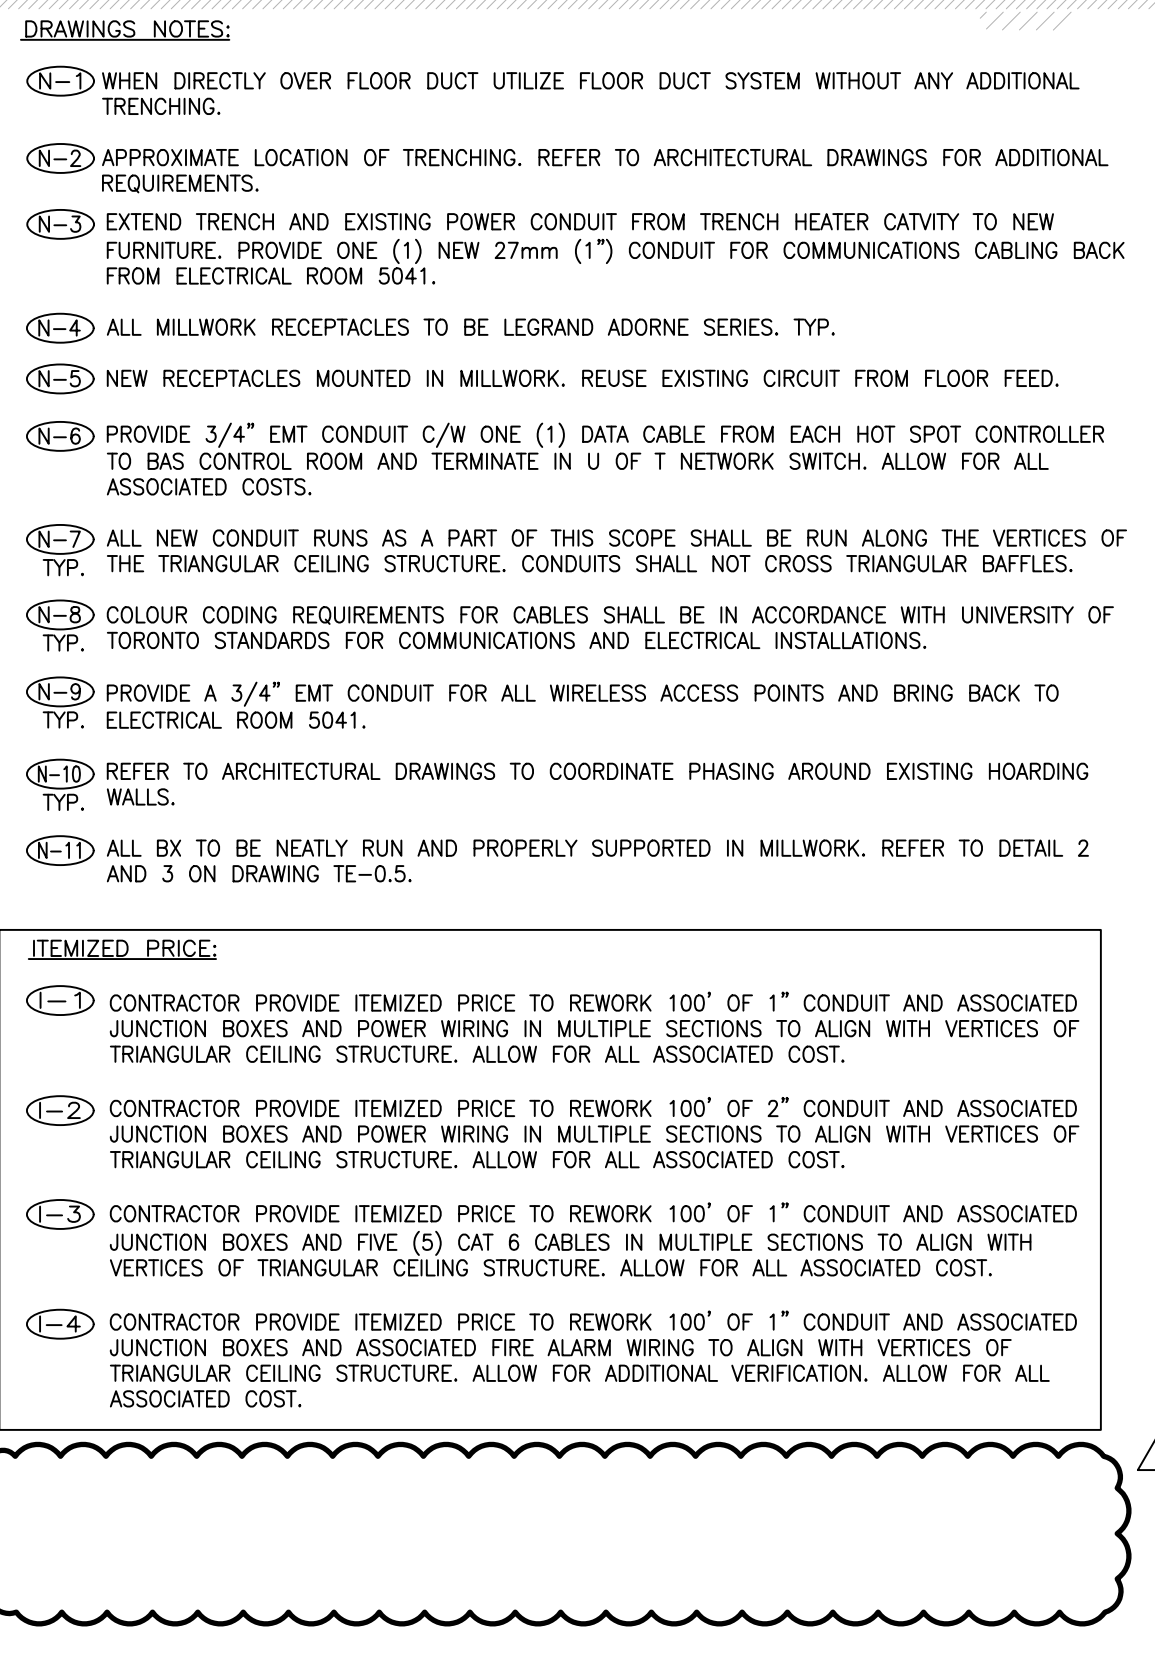 DRAWINGS NOTES:
N-1 WHEN DIRECTLY OVER FLOOR DUCT UTILIZE FLOOR DUCT SYSTEM WITHOUT ANY ADDITIONAL
TRENCHING.
N-2 APPROXIMATE LOCATION OF TRENCHING. REFER TO ARCHITECTURAL DRAWINGS FOR ADDITIONAL
REQUIREMENTS.
N-3 EXTEND TRENCH AND EXISTING POWER CONDUIT FROM TRENCH HEATER CATVITY TO NEW
FURNITURE. PROVIDE ONE (1) NEW 27mm (1") CONDUIT FOR COMMUNICATIONS CABLING BACK
FROM ELECTRICAL ROOM 5041.
N-4 ALL MILLWORK RECEPTACLES TO BE LEGRAND ADORNE SERIES. TYP.
N-5 NEW RECEPTACLES MOUNTED IN MILLWORK. REUSE EXISTING CIRCUIT FROM FLOOR FEED.
N-6 PROVIDE 3/4" EMT CONDUIT C/W ONE (1) DATA CABLE FROM EACH HOT SPOT CONTROLLER
TO BAS CONTROL ROOM AND TERMINATE IN U OF T NETWORK SWITCH. ALLOW FOR ALL
ASSOCIATED COSTS.
N-7 ALL NEW CONDUIT RUNS AS A PART OF THIS SCOPE SHALL BE RUN ALONG THE VERTICES OF
TYP. THE TRIANGULAR CEILING STRUCTURE. CONDUITS SHALL NOT CROSS TRIANGULAR BAFFLES.
N-8 COLOUR CODING REQUIREMENTS FOR CABLES SHALL BE IN ACCORDANCE WITH UNIVERSITY OF
TYP. TORONTO STANDARDS FOR COMMUNICATIONS AND ELECTRICAL INSTALLATIONS.
N-9 PROVIDE A 3/4" EMT CONDUIT FOR ALL WIRELESS ACCESS POINTS AND BRING BACK TO
TYP. ELECTRICAL ROOM 5041.
N-10 REFER TO ARCHITECTURAL DRAWINGS TO COORDINATE PHASING AROUND EXISTING HOARDING
TYP. WALLS.
N-11 ALL BX TO BE NEATLY RUN AND PROPERLY SUPPORTED IN MILLWORK. REFER TO DETAIL 2
AND 3 ON DRAWING TE-0.5.
ITEMIZED PRICE:
I-1 CONTRACTOR PROVIDE ITEMIZED PRICE TO REWORK 100' OF 1" CONDUIT AND ASSOCIATED
JUNCTION BOXES AND POWER WIRING IN MULTIPLE SECTIONS TO ALIGN WITH VERTICES OF
TRIANGULAR CEILING STRUCTURE. ALLOW FOR ALL ASSOCIATED COST.
I-2 CONTRACTOR PROVIDE ITEMIZED PRICE TO REWORK 100' OF 2" CONDUIT AND ASSOCIATED
JUNCTION BOXES AND POWER WIRING IN MULTIPLE SECTIONS TO ALIGN WITH VERTICES OF
TRIANGULAR CEILING STRUCTURE. ALLOW FOR ALL ASSOCIATED COST.
I-3 CONTRACTOR PROVIDE ITEMIZED PRICE TO REWORK 100' OF 1" CONDUIT AND ASSOCIATED
JUNCTION BOXES AND FIVE (5) CAT 6 CABLES IN MULTIPLE SECTIONS TO ALIGN WITH
VERTICES OF TRIANGULAR CEILING STRUCTURE. ALLOW FOR ALL ASSOCIATED COST.
I-4 CONTRACTOR PROVIDE ITEMIZED PRICE TO REWORK 100' OF 1" CONDUIT AND ASSOCIATED
JUNCTION BOXES AND ASSOCIATED FIRE ALARM WIRING TO ALIGN WITH VERTICES OF
TRIANGULAR CEILING STRUCTURE. ALLOW FOR ADDITIONAL VERIFICATION. ALLOW FOR ALL
ASSOCIATED COST.